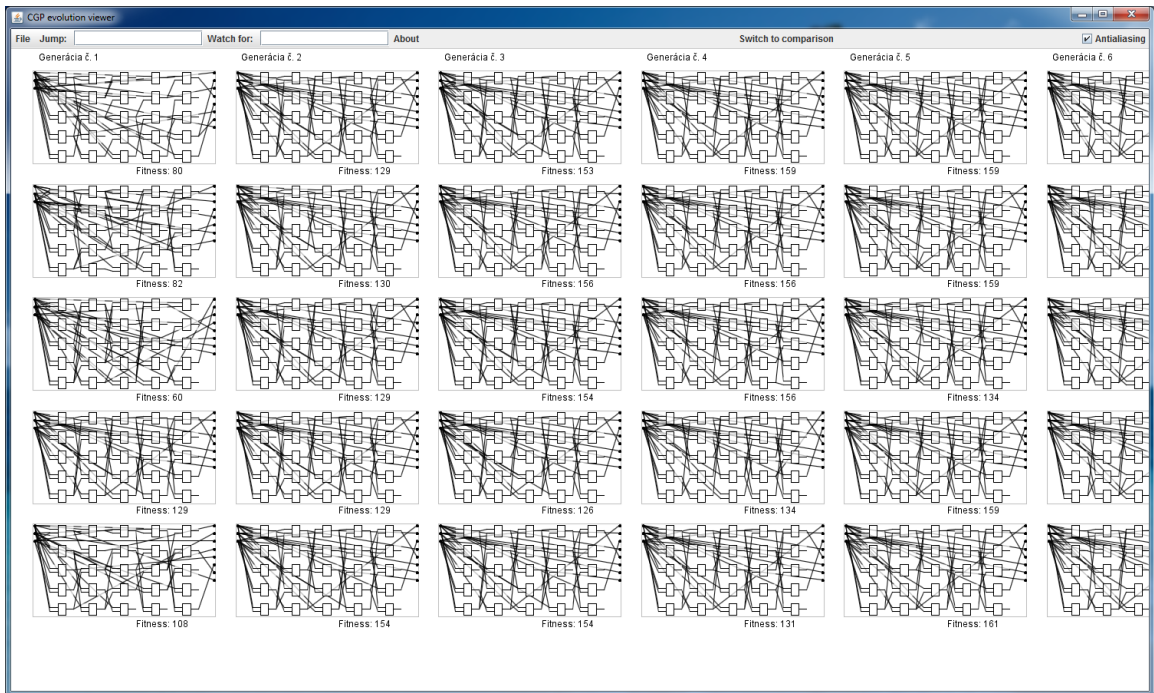 CGP evolution viewer
File Jump: Watch for: About Switch to comparison Antialiasing
Generácia č. 1 Generácia č. 2 Generácia č. 3 Generácia č. 4 Generácia č. 5 Generácia č. 6
Fitness: 80 Fitness: 129 Fitness: 153 Fitness: 159 Fitness: 159
Fitness: 82 Fitness: 130 Fitness: 156 Fitness: 156 Fitness: 159
Fitness: 60 Fitness: 129 Fitness: 154 Fitness: 156 Fitness: 134
Fitness: 129 Fitness: 129 Fitness: 126 Fitness: 134 Fitness: 159
Fitness: 108 Fitness: 154 Fitness: 154 Fitness: 131 Fitness: 161